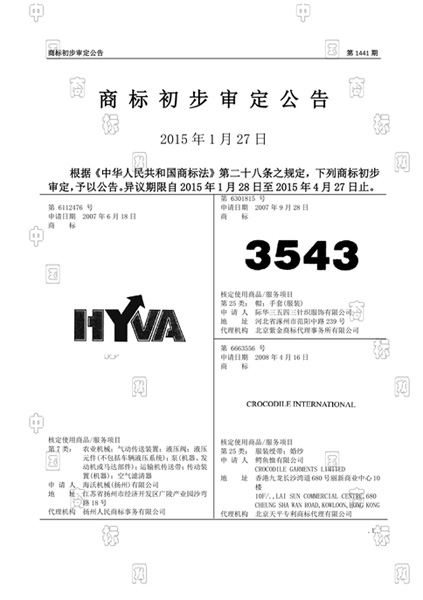 商标初步审定公告
第 1441 期
商标初步审定公告
2015 年 1 月 27 日
根据《中华人民共和国商标法》第二十八条之规定，下列商标初步
审定，予以公告。异议期限自 2015 年 1 月 28 日至 2015 年 4 月 27 日止。
第 6112476 号
申请日期 2007 年 6 月 18 日
商 标
HYVA
核定使用商品/服务项目
第 7 类： 农业机械；气动传送装置；液压阀；液压
元件(不包括车辆液压系统)；泵(机器、发
动机或马达部件)；运输机传送带；传动装
置(机器)；空气滤清器
申 请 人 海沃机械(扬州)有限公司
地 址 江苏省扬州市经济开发区广陵产业园沙弯
路 18 号
代理机构 扬州人民商标事务有限公司
第 6301815 号
申请日期 2007 年 9 月 28 日
商 标
3543
核定使用商品/服务项目
第 25 类： 帽；手套(服装)
申 请 人 际华三五四三针织服饰有限公司
地 址 河北省涿州市范阳中路 239 号
代理机构 北京紫金商标代理事务所有限公司
第 6663556 号
申请日期 2008 年 4 月 16 日
商 标
CROCODILE INTERNATIONAL
核定使用商品/服务项目
第 25 类： 服装绶带；婚纱
申 请 人 鳄鱼恤有限公司
CROCODILE GARMENTS LIMITED
地 址 香港九龙长沙湾道 680 号丽新商业中心 10
楼
10F/., LAI SUN COMMERCIAL CENTRE, 680
CHEUNG SHA WAN ROAD, KOWLOON, HONG KONG
代理机构 北京天平专利商标代理有限公司
中
国
商
标
网